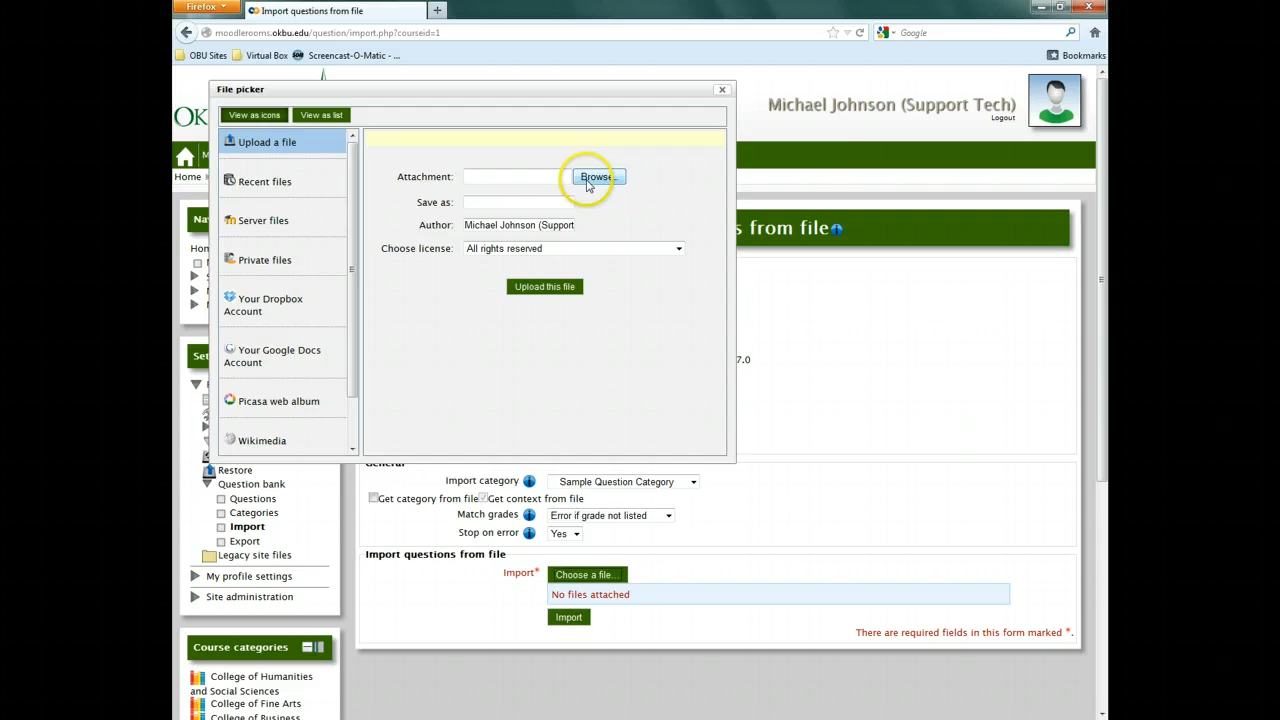 Firefox
Import questions from file
moodlerooms.okbu.edu/question/import.php?courseid=1
Google
OBU Sites
Virtual Box
Screencast-O-Matic - ...
Bookmarks
File picker
View as icons
View as list
Michael Johnson (Support Tech)
Logout
Upload a file
Recent files
Server files
Private files
Your Dropbox
Account
Your Google Docs
Account
Picasa web album
Wikimedia
Attachment:
Browse...
Save as:
Author:
Michael Johnson (Support
Choose license:
All rights reserved
Upload this file
OK
M
Home
s from file
Na
Hom
7.0
Set
Restore
Question bank
Questions
Categories
Import
Export
Legacy site files
My profile settings
Site administration
General
Import category
Sample Question Category
Get category from file
Get context from file
Match grades
Error if grade not listed
Stop on error
Yes
Import questions from file
Import*
Choose a file...
No files attached
Import
There are required fields in this form marked *.
Course categories
College of Humanities
and Social Sciences
College of Fine Arts
College of Business